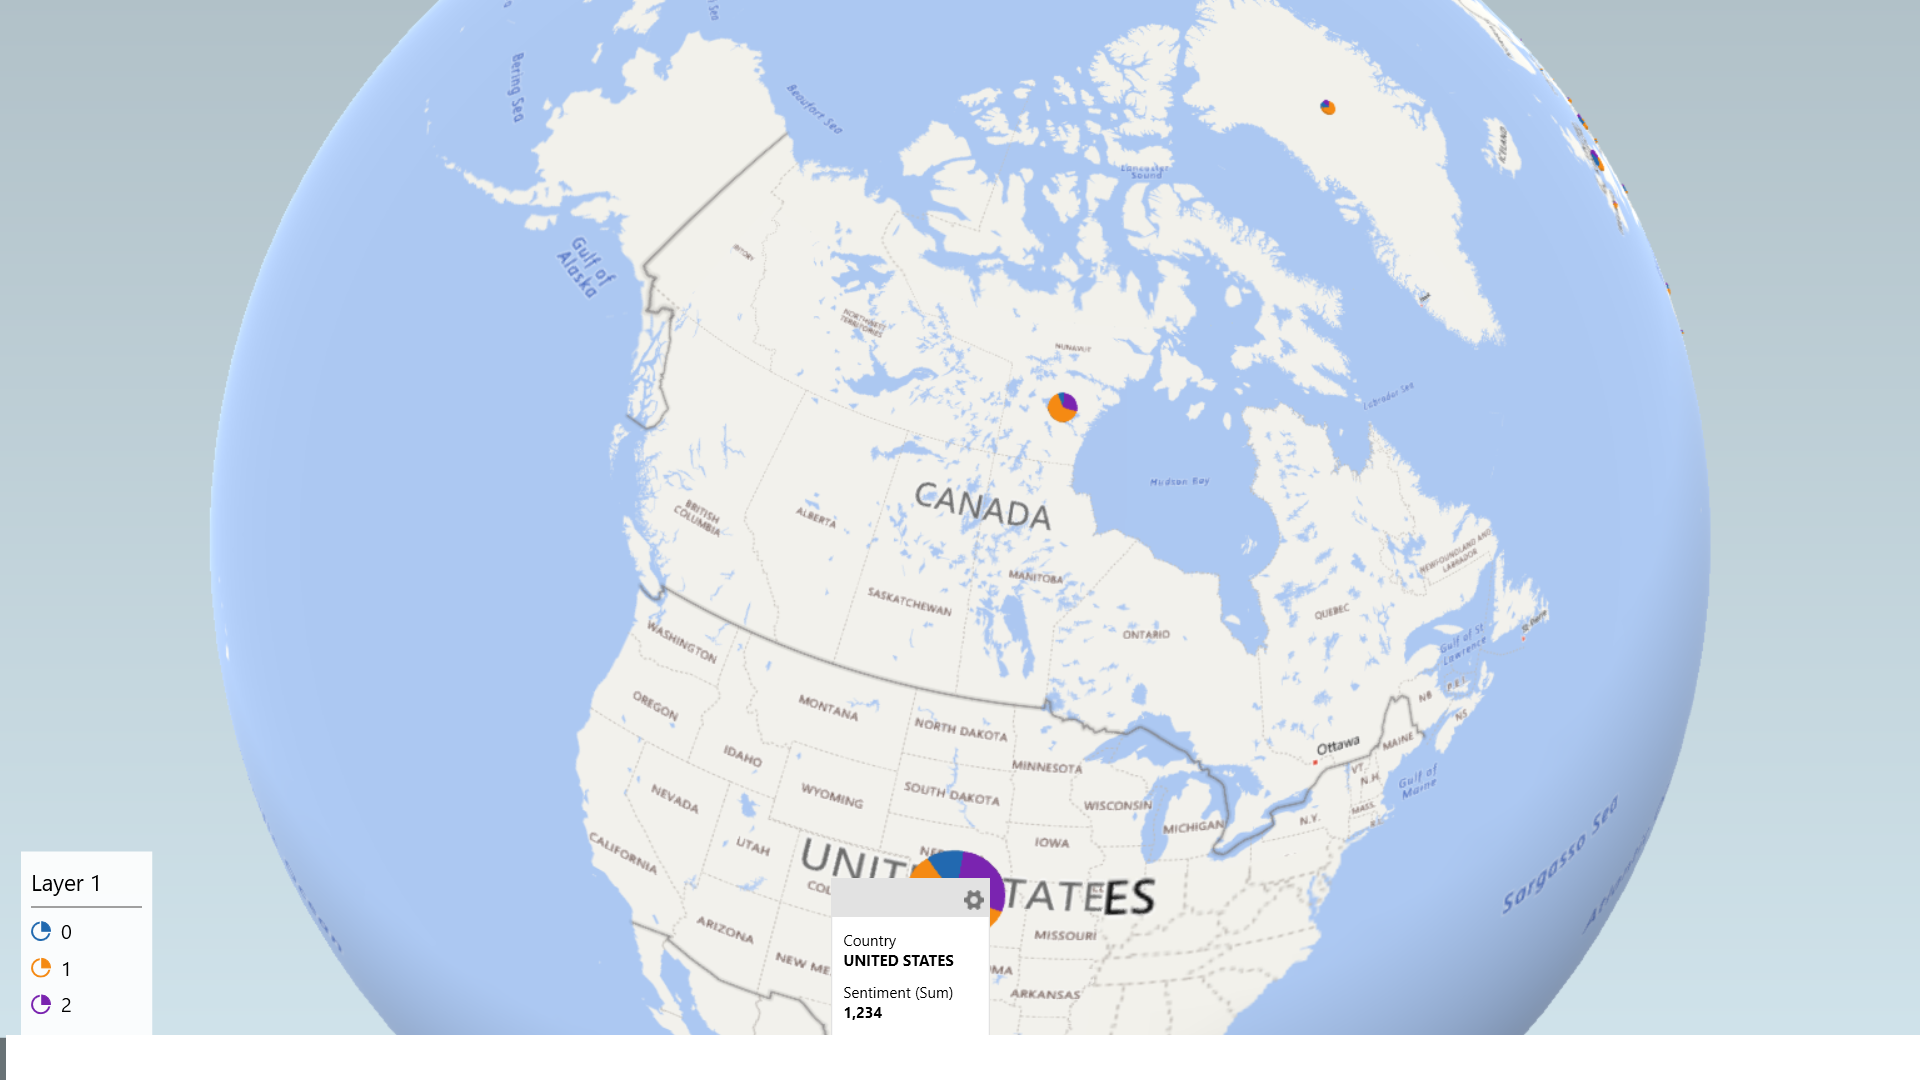 Bering Sea
Beaufort Sea
Lancaster
Sound
ICELAND
Gulf of
Alaska
NORTHWEST
TERRITORIES
NUNAVUT
Labrador Sea
Hudson Bay
CANADA
BRITISH
COLUMBIA
ALBERTA
MANITOBA
SASKATCHEWAN
ONTARIO
QUEBEC
NEWFOUNDLAND AND
LABRADOR
Gulf of St
Lawrence
WASHINGTON
OREGON
MONTANA
IDAHO
NORTH DAKOTA
MINNESOTA
SOUTH DAKOTA
WYOMING
NEVADA
UTAH
CALIFORNIA
WISCONSIN
MICHIGAN
IOWA
Ottawa
MAINE
NB
P.E.I.
NS
VT.
N.H.
MASS.
N.Y.
Gulf of
Maine
Sargasso Sea
UNIT TATES
NE
COL
MISSOURI
ARIZONA
NEW ME
OMA
ARKANSAS
Layer 1
0
1
2
Country
UNITED STATES
Sentiment (Sum)
1,234